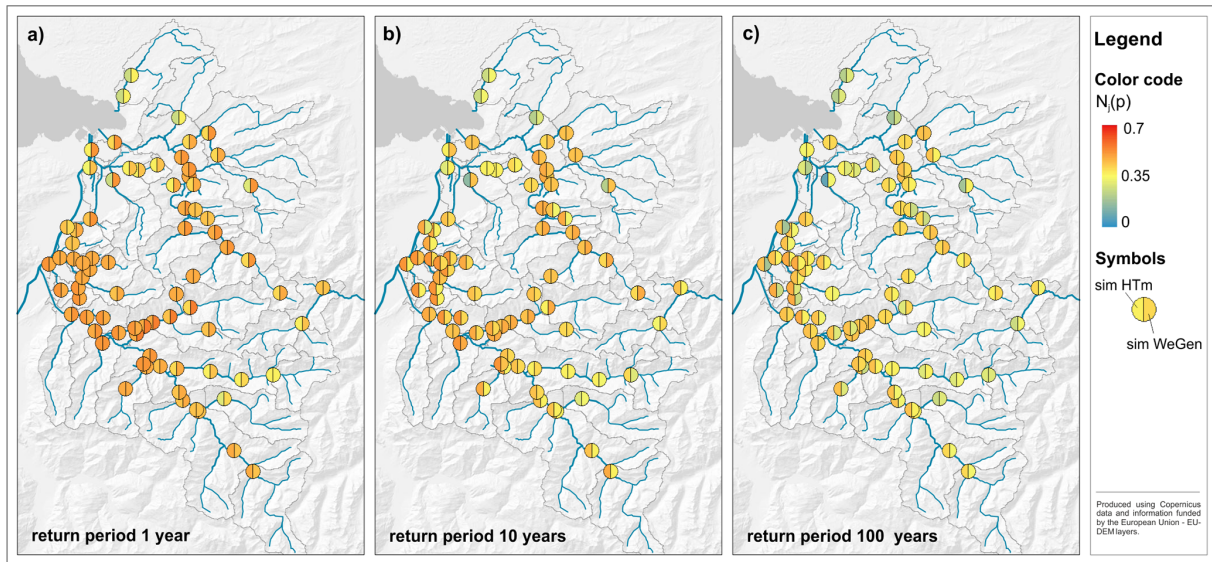 a)
return period 1 year
b)
return period 10 years
c)
return period 100 years
Legend
Color code
Nj(p)
0.7
0.35
0
Symbols
sim HTm
sim WeGen
Produced using Copernicus
data and information funded
by the European Union - EU-
DEM layers.